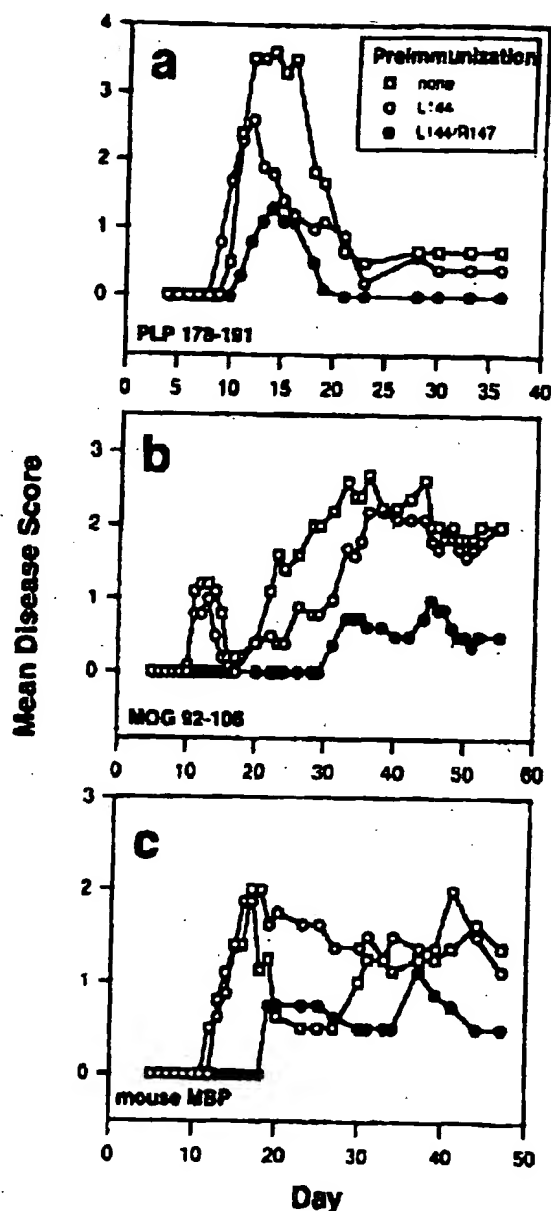 a
Preimmunization
none
L144
L144/R147
4
3
2
1
0
PLP 178-191
0 5 10 15 20 25 30 35 40
Mean Disease Score
b
3
2
1
0
MOG 92-106
0 10 20 30 40 50 60
c
3
2
1
0
mouse MBP
0 10 20 30 40 50
Day